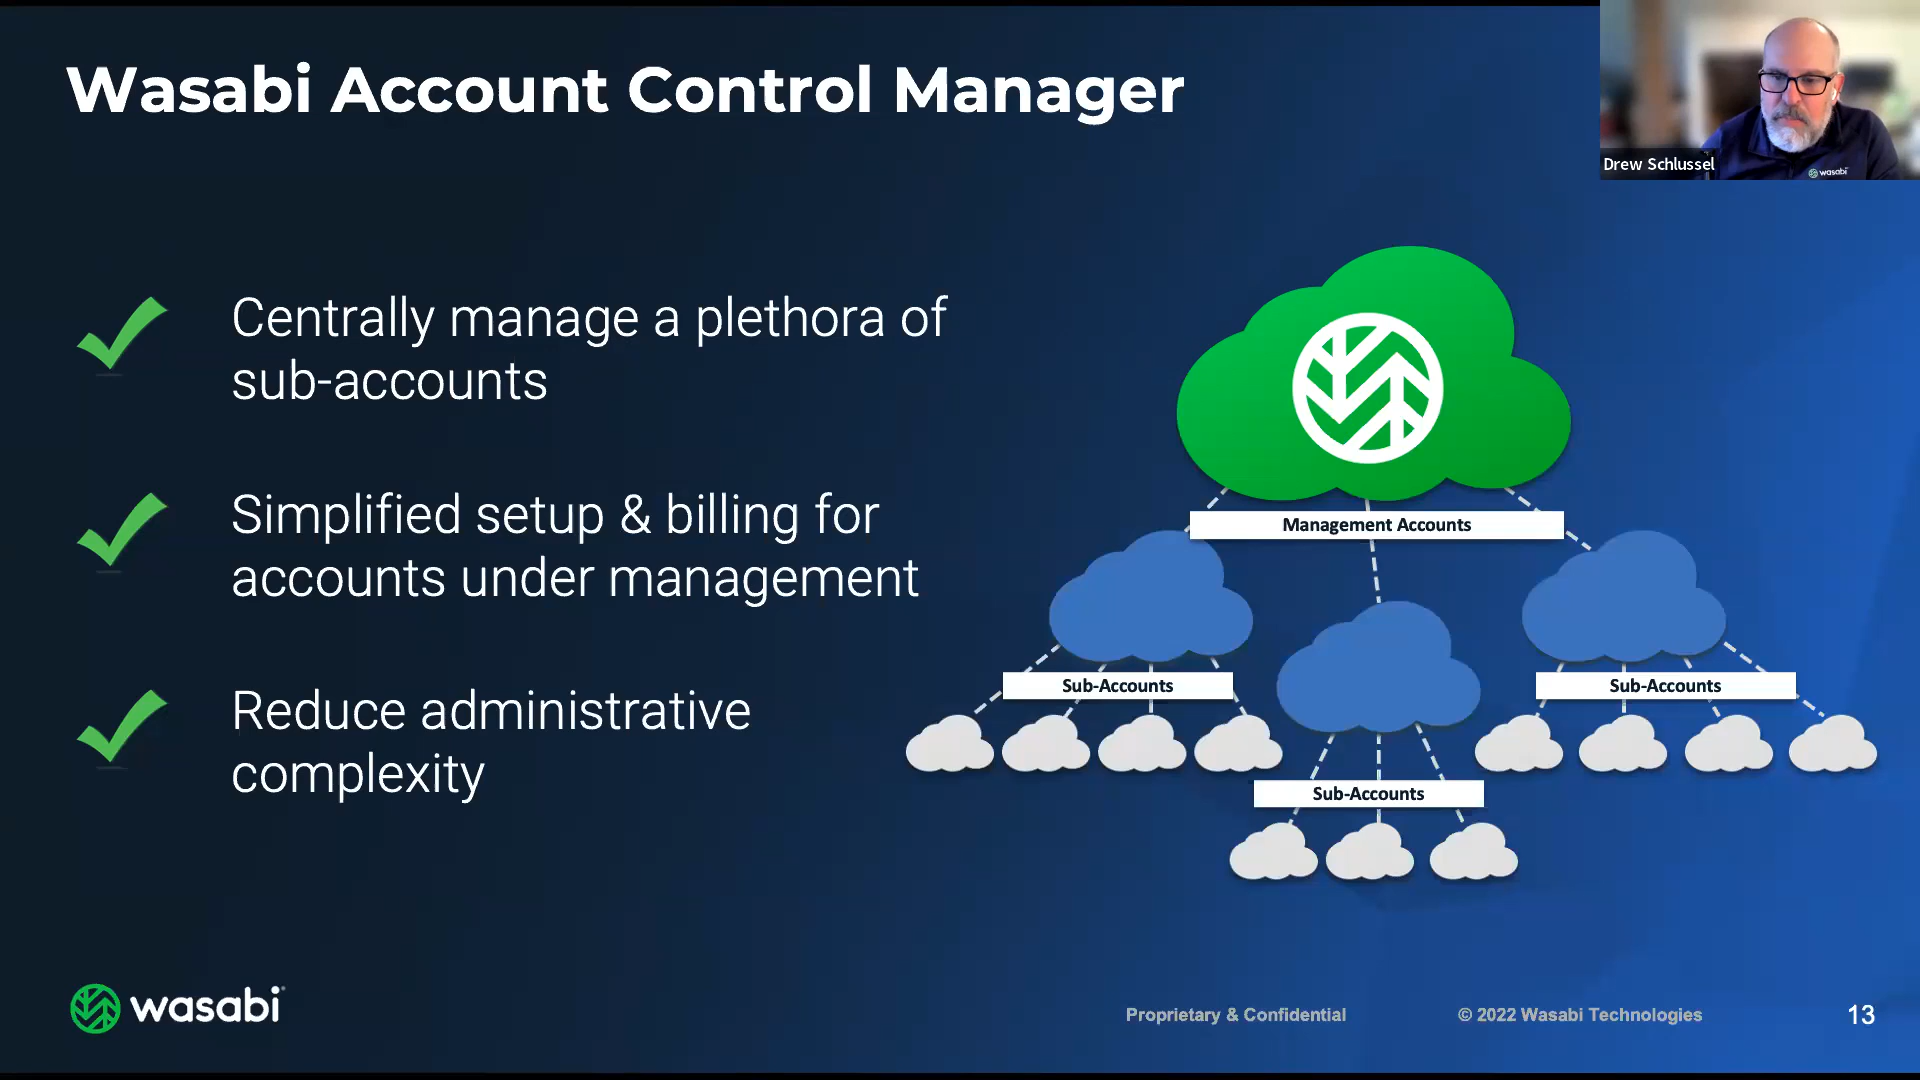 Wasabi Account Control Manager
Drew Schlussel
wasabi
Centrally manage a plethora of
sub-accounts
Simplified setup & billing for
accounts under management
Reduce administrative
complexity
Management Accounts
Sub-Accounts
Sub-Accounts
Sub-Accounts
wasabi
Proprietary & Confidential
© 2022 Wasabi Technologies
13